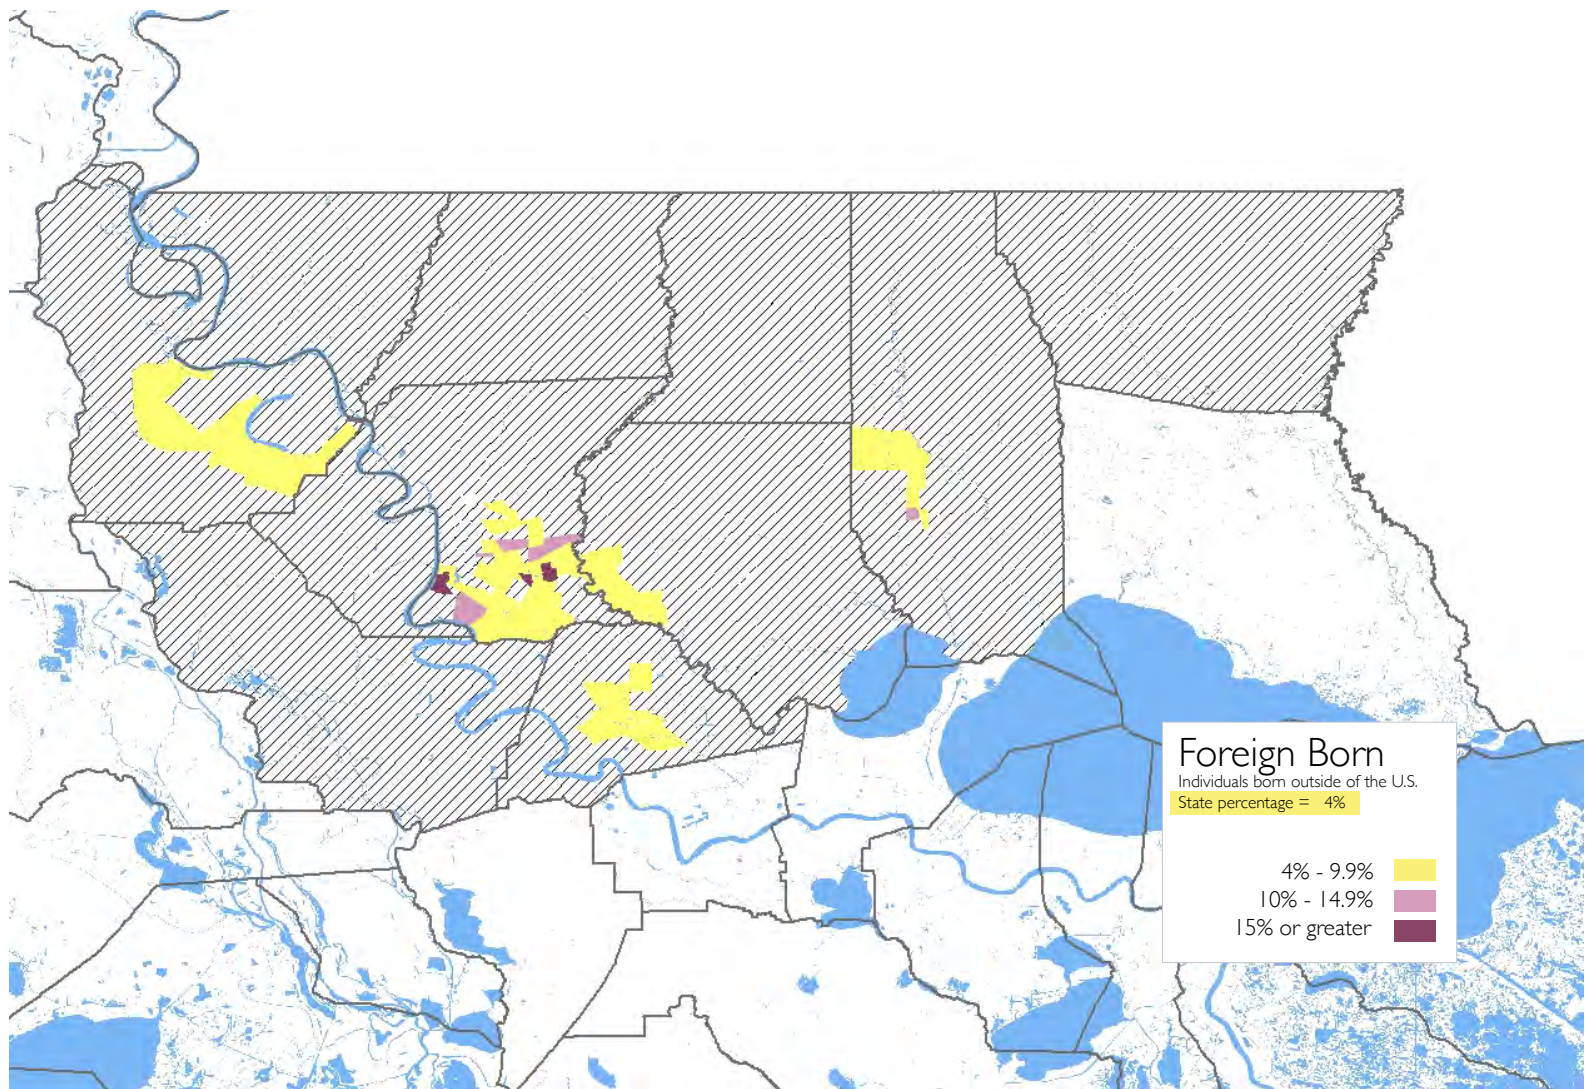 Foreign Born
Individuals born outside of the U.S.
State percentage = 4%
4% - 9.9%
10% - 14.9%
15% or greater